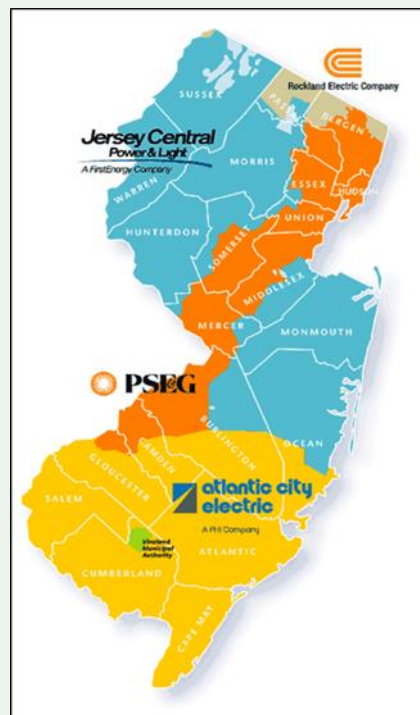 Rockland Electric Company
SUSSEX
PASS
BERGEN
Jersey Central
Power & Light
A FirstEnergy Company
MORRIS
WARREN
ESSEX
HUDSON
UNION
HUNTERDON
SOMERSET
MIDDLESEX
MERCER
MONMOUTH
PSE&G
BURLINGTON
OCEAN
CAMDEN
GLOUCESTER
SALEM
atlantic city
electric
A PHI Company
Vineland
Municipal
Authority
ATLANTIC
CUMBERLAND
CAPE MAY